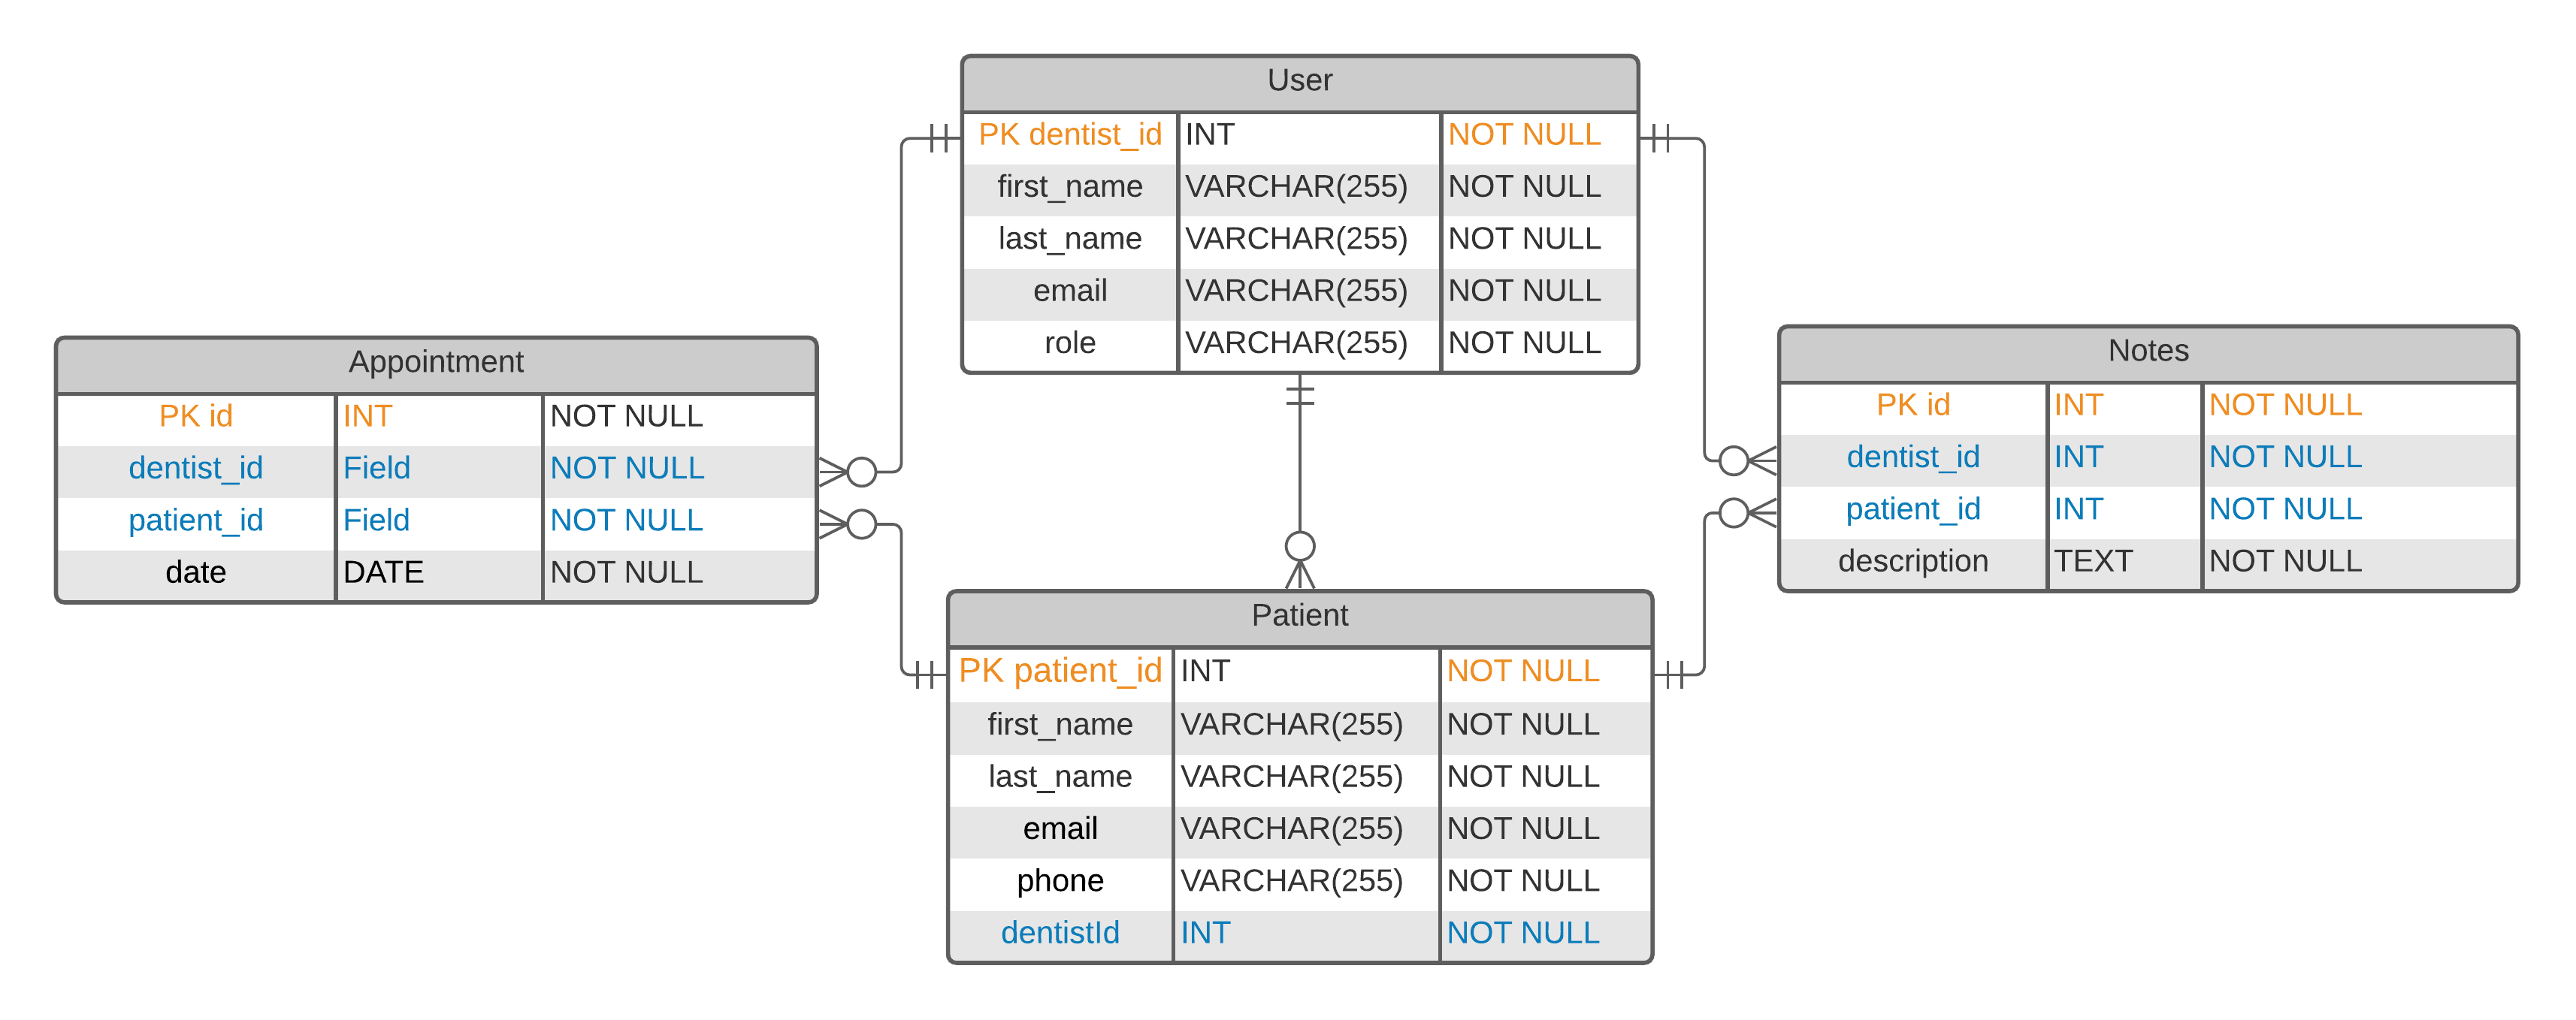 User
PK dentist_id INT NOT NULL
first_name VARCHAR(255) NOT NULL
last_name VARCHAR(255) NOT NULL
email VARCHAR(255) NOT NULL
role VARCHAR(255) NOT NULL
Appointment
PK id INT NOT NULL
dentist_id Field NOT NULL
patient_id Field NOT NULL
date DATE NOT NULL
Notes
PK id INT NOT NULL
dentist_id INT NOT NULL
patient_id INT NOT NULL
description TEXT NOT NULL
Patient
PK patient_id INT NOT NULL
first_name VARCHAR(255) NOT NULL
last_name VARCHAR(255) NOT NULL
email VARCHAR(255) NOT NULL
phone VARCHAR(255) NOT NULL
dentistId INT NOT NULL